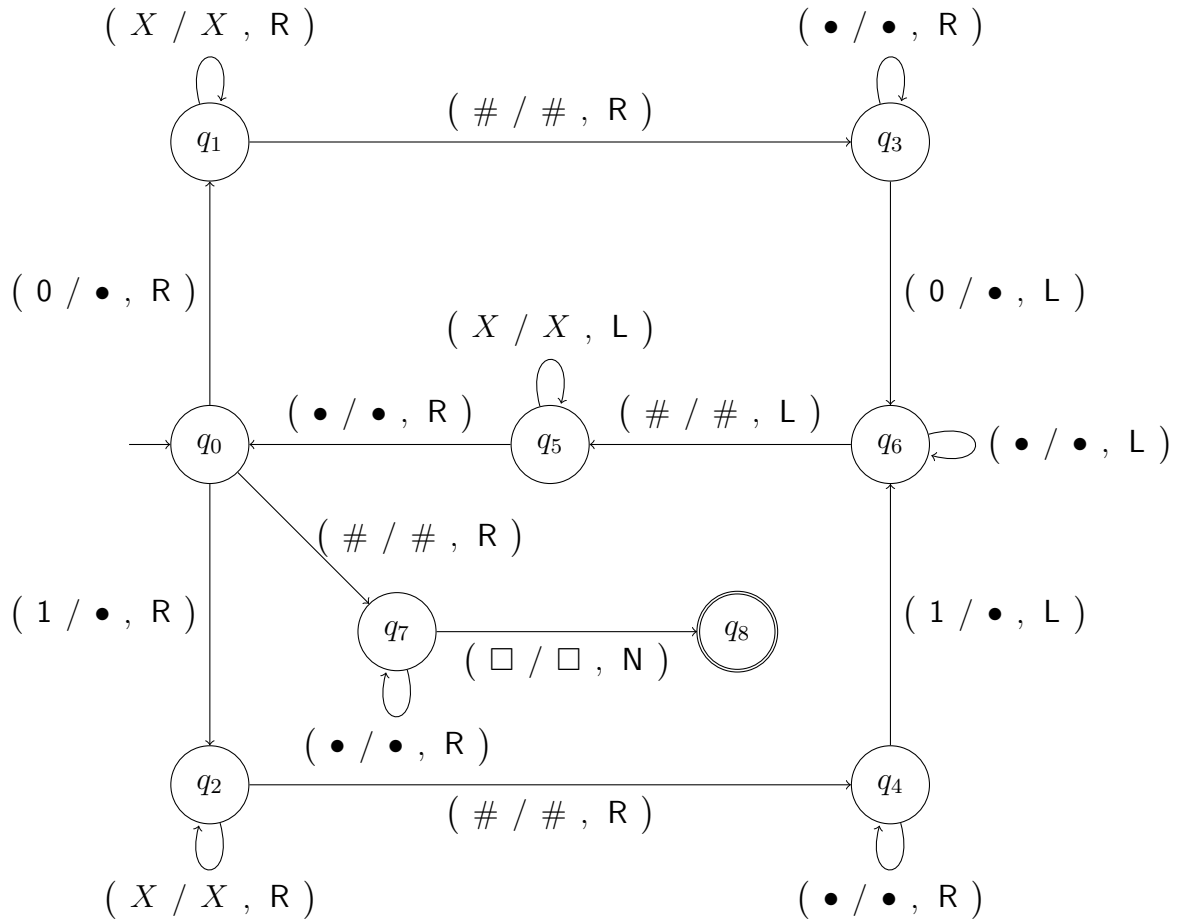 ( X / X , R )
( • / • , R )
( # / # , R )
q1
q3
( 0 / • , R )
( 0 / • , L )
( X / X , L )
( • / • , R )
( # / # , L )
q0
q5
q6
( • / • , L )
( # / # , R )
( 1 / • , R )
( 1 / • , L )
q7
q8
( □ / □ , N )
( • / • , R )
q2
q4
( # / # , R )
( X / X , R )
( • / • , R )